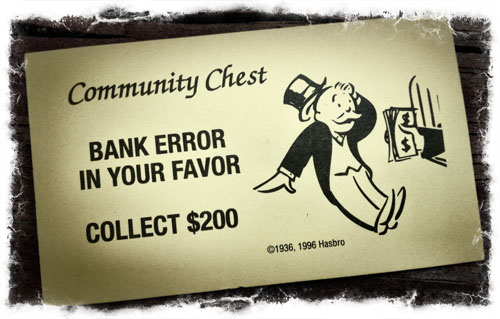 Community Chest
BANK ERROR
IN YOUR FAVOR
COLLECT $200
$
$
©1936, 1996 Hasbro